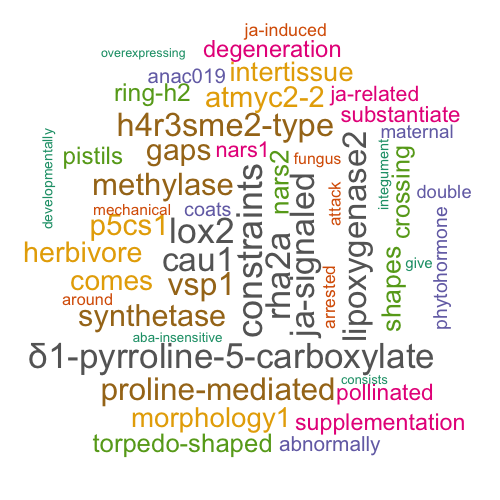 ja-induced
overexpressing
degeneration
anac019
intertissue
ring-h2
atmyc2-2
ja-related
substantiate
h4r3sme2-type
maternal
developmentally
pistils
gaps
nars1
nars2
fungus
integument
crossing
methylase
constraints
ja-signaled
attack
lipoxygenase2
double
mechanical
coats
p5cs1
lox2
rha2a
phytohormone
herbivore
cau1
shapes
give
comes
vsp1
arrested
around
synthetase
aba-insensitive
δ1-pyrroline-5-carboxylate
proline-mediated
consists
pollinated
morphology1
supplementation
torpedo-shaped
abnormally